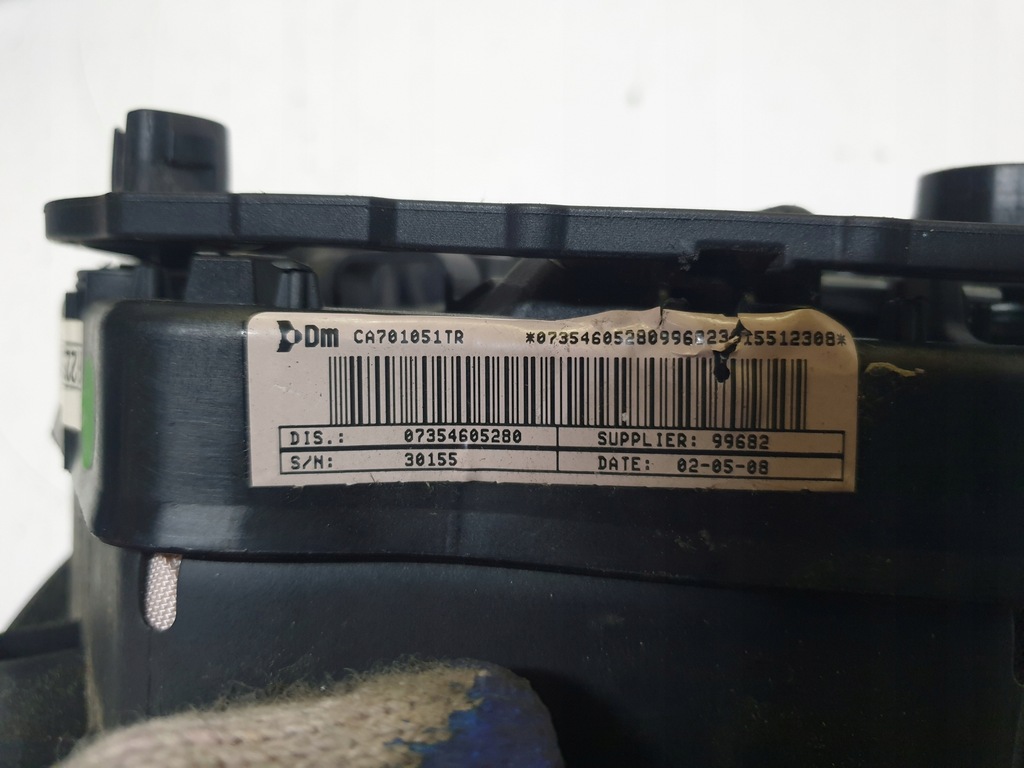 Dm CA701051TR
DIS.: 07354605280 SUPPLIER: 99682
S/N: 30155 DATE: 02-05-08